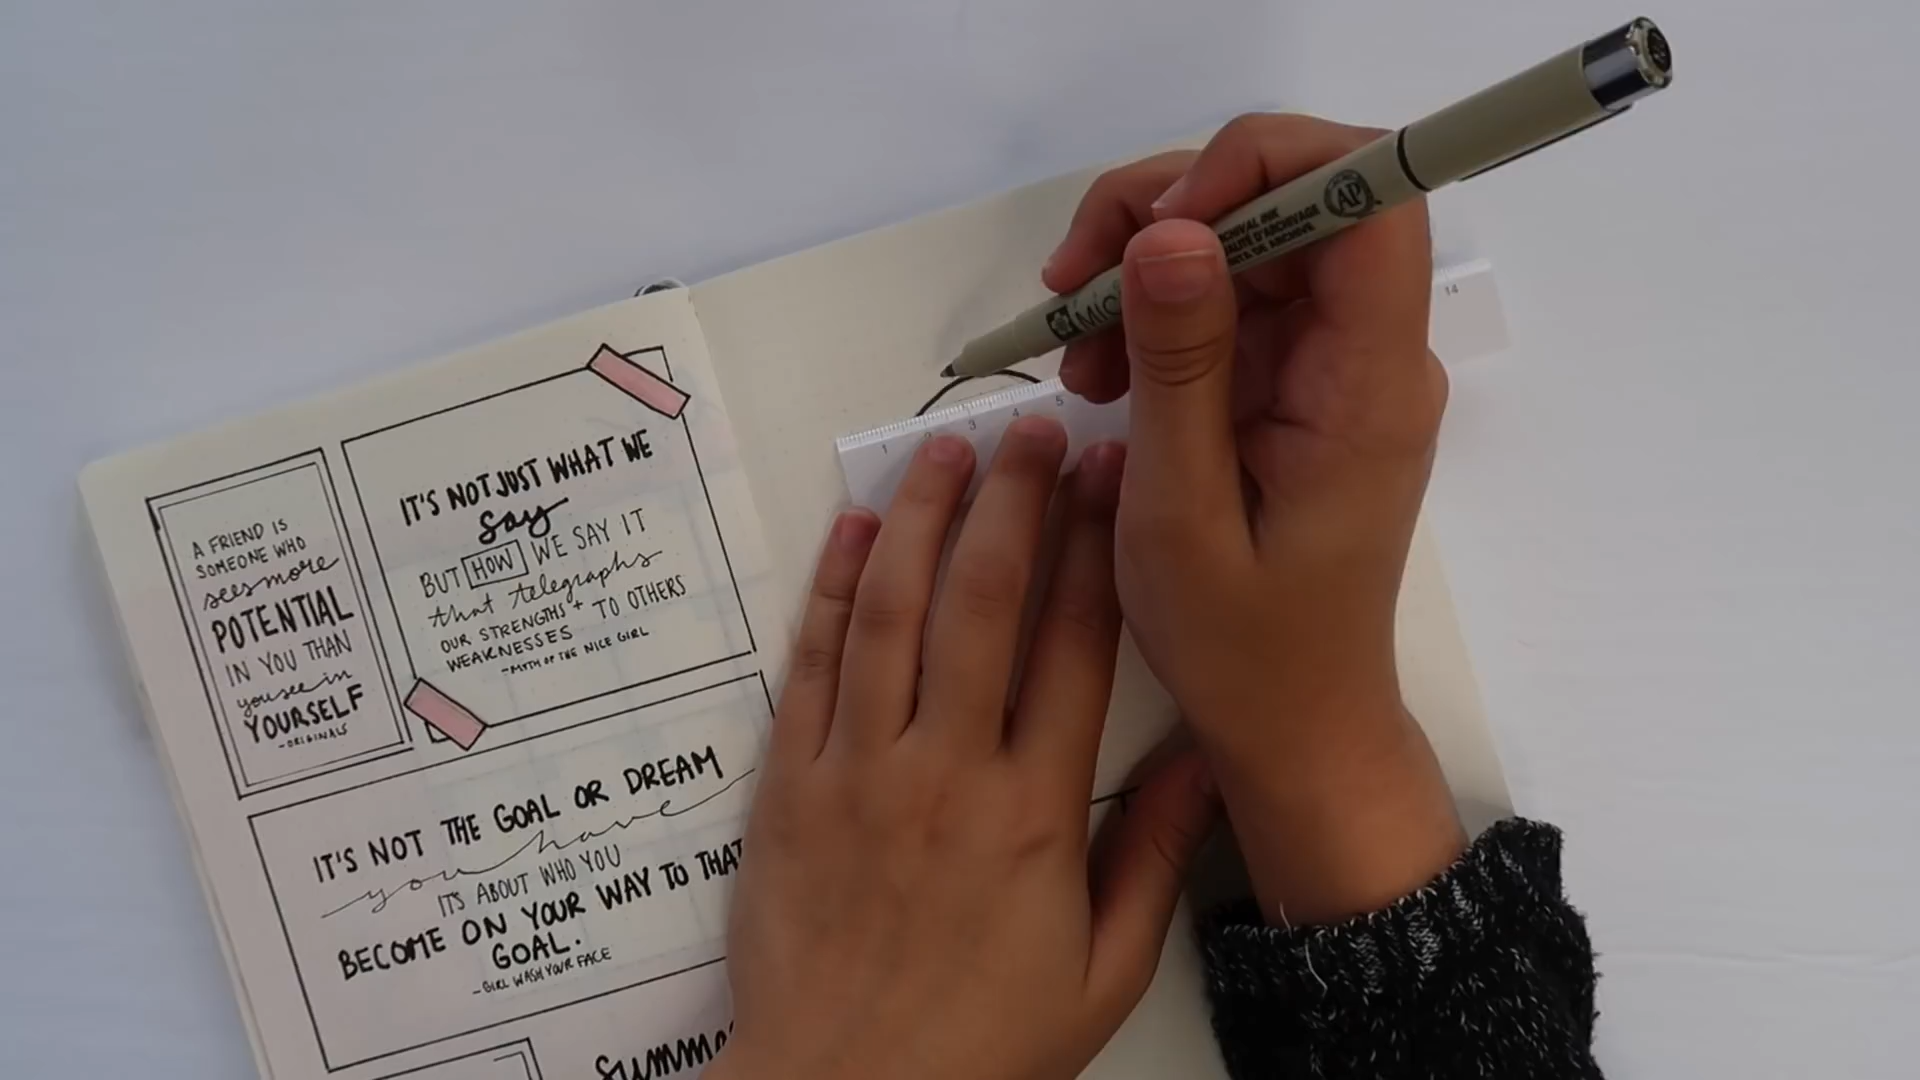 A FRIEND IS
SOMEONE WHO
sees more
POTENTIAL
IN YOU THAN
you see in
YOURSELF
-ORIGINALS
IT'S NOT JUST WHAT WE
say
BUT HOW WE SAY IT
that telegraphs
OUR STRENGTHS + TO OTHERS
WEAKNESSES
-MYTH OF THE NICE GIRL
IT'S NOT THE GOAL OR DREAM
you have
ITS ABOUT WHO YOU
BECOME ON YOUR WAY TO THAT
GOAL.
-GIRL WASH YOUR FACE
1 2 3 4 5
14
AP